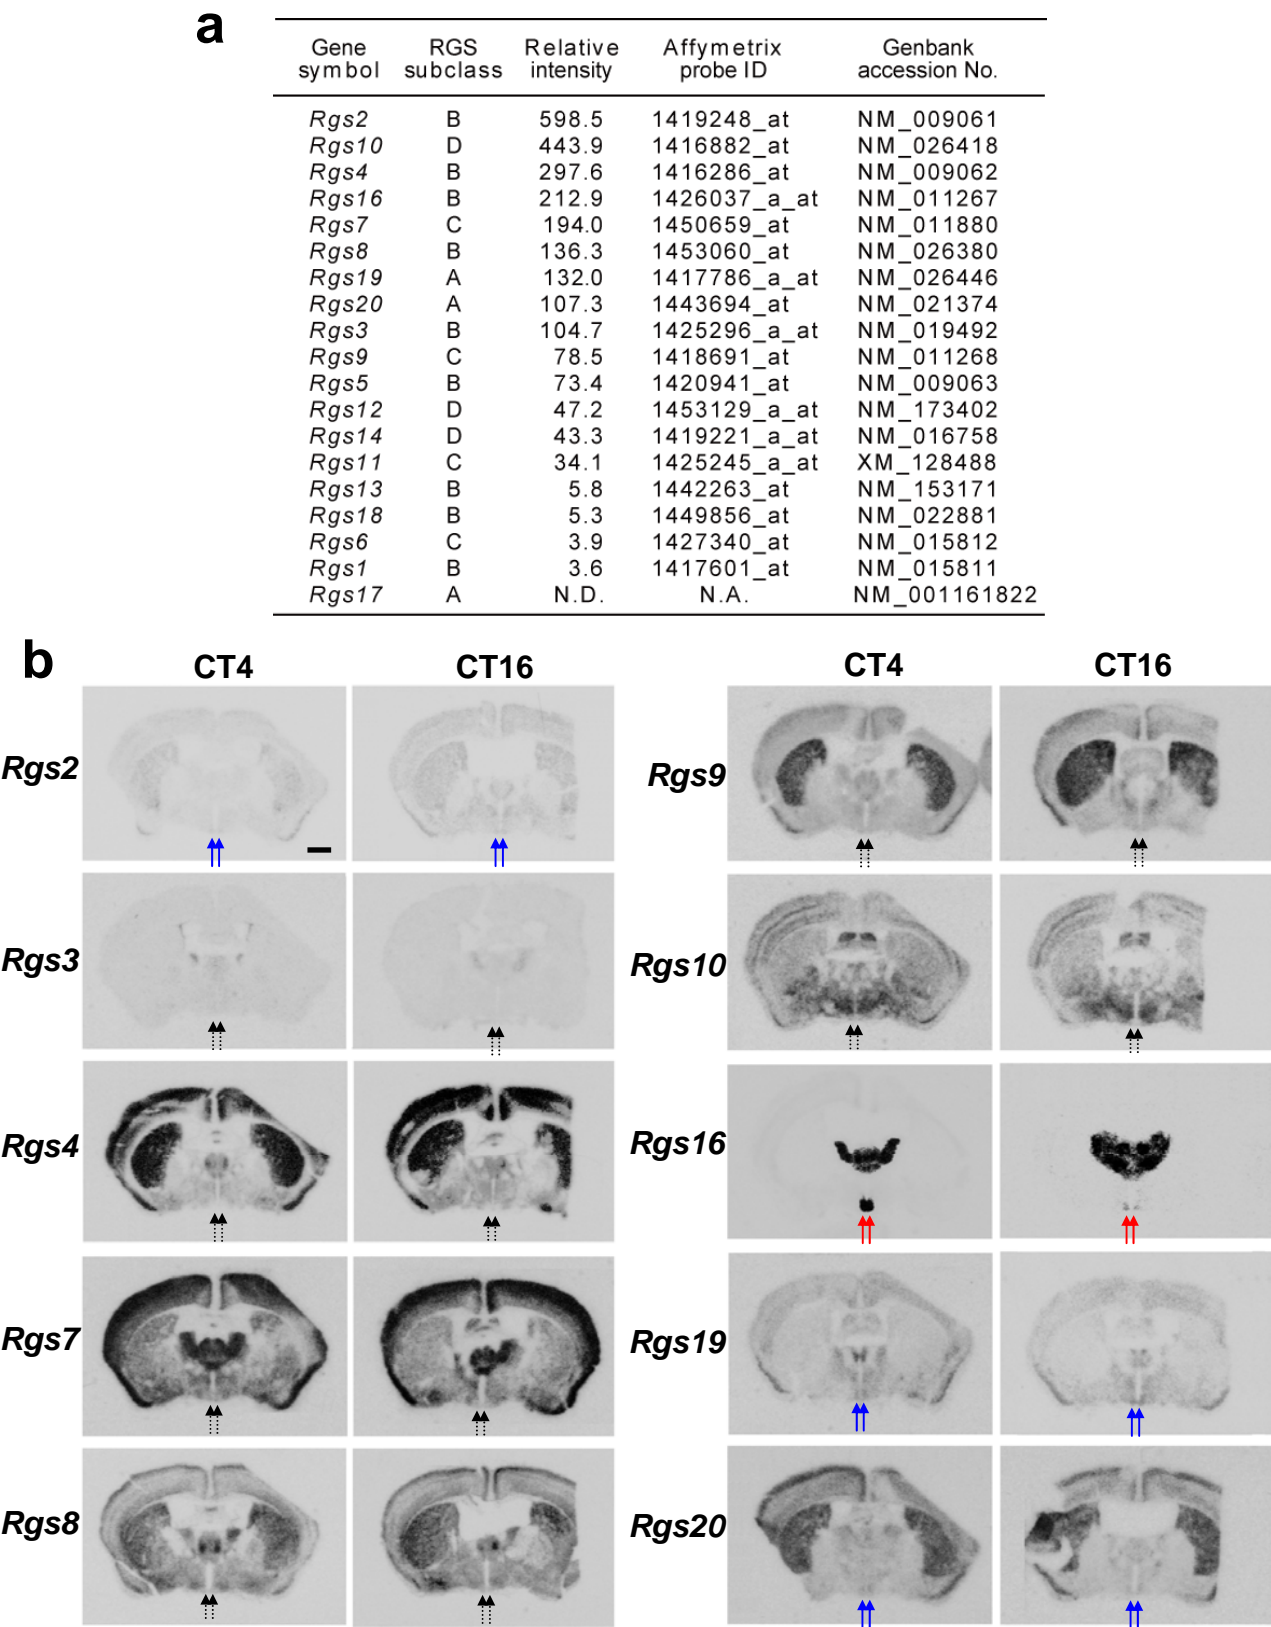 a
Gene symbol RGS subclass Relative intensity Affymetrix probe ID Genbank accession No.
Rgs2 B 598.5 1419248_at NM_009061
Rgs10 D 443.9 1416882_at NM_026418
Rgs4 B 297.6 1416286_at NM_009062
Rgs16 B 212.9 1426037_a_at NM_011267
Rgs7 C 194.0 1450659_at NM_011880
Rgs8 B 136.3 1453060_at NM_026380
Rgs19 A 132.0 1417786_a_at NM_026446
Rgs20 A 107.3 1443694_at NM_021374
Rgs3 B 104.7 1425296_a_at NM_019492
Rgs9 C 78.5 1418691_at NM_011268
Rgs5 B 73.4 1420941_at NM_009063
Rgs12 D 47.2 1453129_a_at NM_173402
Rgs14 D 43.3 1419221_a_at NM_016758
Rgs11 C 34.1 1425245_a_at XM_128488
Rgs13 B 5.8 1442263_at NM_153171
Rgs18 B 5.3 1449856_at NM_022881
Rgs6 C 3.9 1427340_at NM_015812
Rgs1 B 3.6 1417601_at NM_015811
Rgs17 A N.D. N.A. NM_001161822
b
CT4 CT16
Rgs2
Rgs3
Rgs4
Rgs7
Rgs8
CT4 CT16
Rgs9
Rgs10
Rgs16
Rgs19
Rgs20